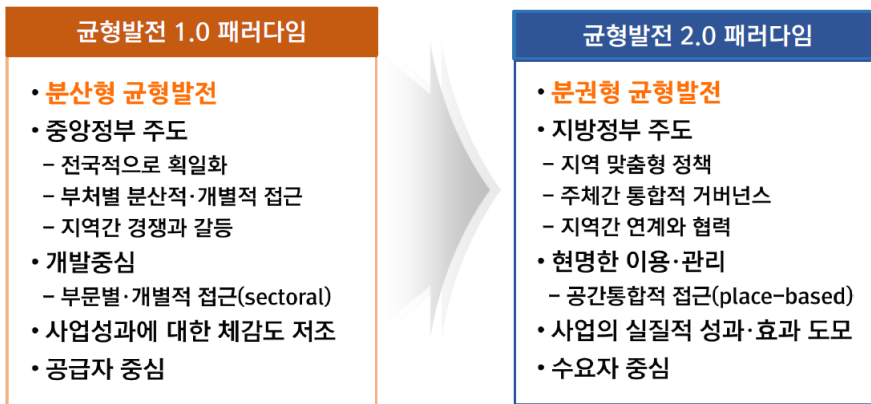 균형발전 1.0 패러다임
• 분산형 균형발전
• 중앙정부 주도
– 전국적으로 획일화
– 부처별 분산적·개별적 접근
– 지역간 경쟁과 갈등
• 개발중심
– 부문별·개별적 접근(sectoral)
• 사업성과에 대한 체감도 저조
• 공급자 중심
균형발전 2.0 패러다임
• 분권형 균형발전
• 지방정부 주도
– 지역 맞춤형 정책
– 주체간 통합적 거버넌스
– 지역간 연계와 협력
• 현명한 이용·관리
– 공간통합적 접근(place-based)
• 사업의 실질적 성과·효과 도모
• 수요자 중심